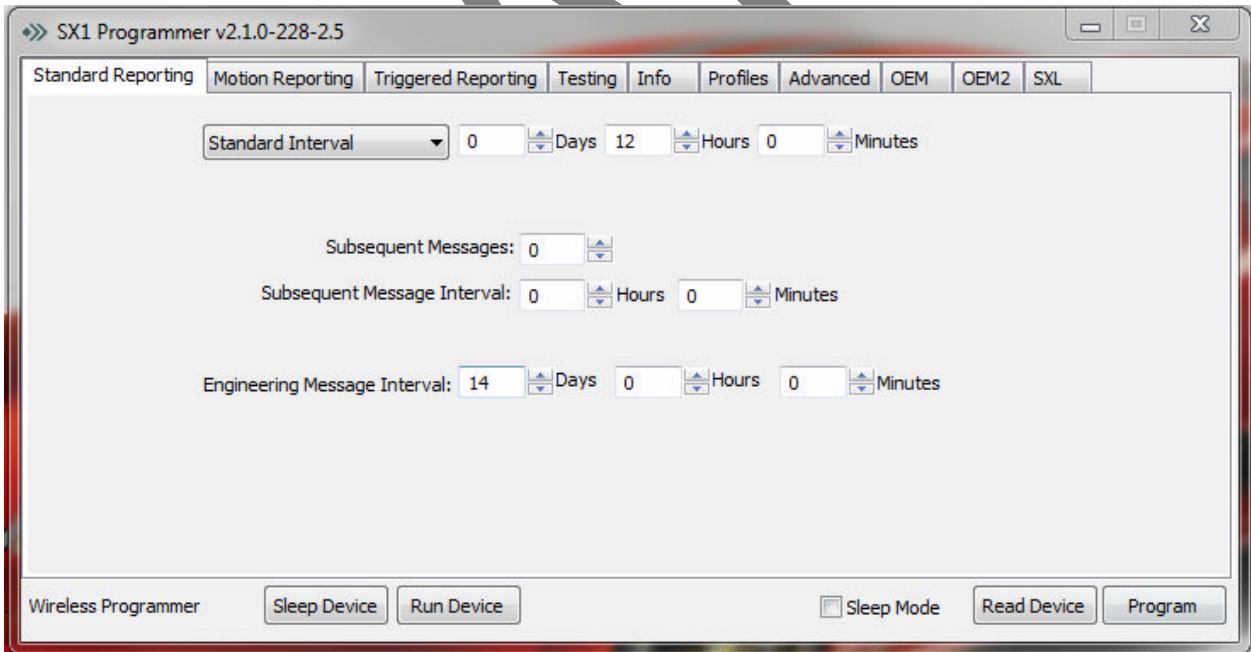 SX1 Programmer v2.1.0-228-2.5
Standard Reporting Motion Reporting Triggered Reporting Testing Info Profiles Advanced OEM OEM2 SXL
Standard Interval 0 Days 12 Hours 0 Minutes
Subsequent Messages: 0
Subsequent Message Interval: 0 Hours 0 Minutes
Engineering Message Interval: 14 Days 0 Hours 0 Minutes
Wireless Programmer Sleep Device Run Device Sleep Mode Read Device Program